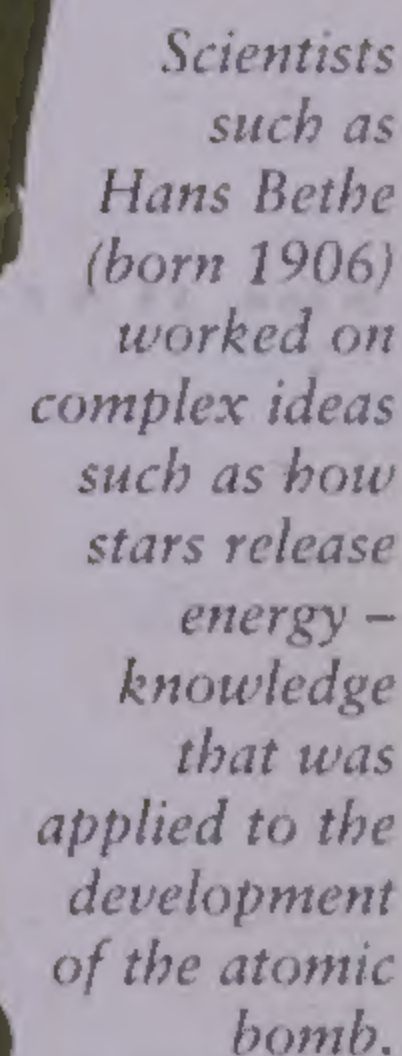 Scientists
such as
Hans Bethe
(born 1906)
worked on
complex ideas
such as how
stars release
energy –
knowledge
that was
applied to the
development
of the atomic
bomb.